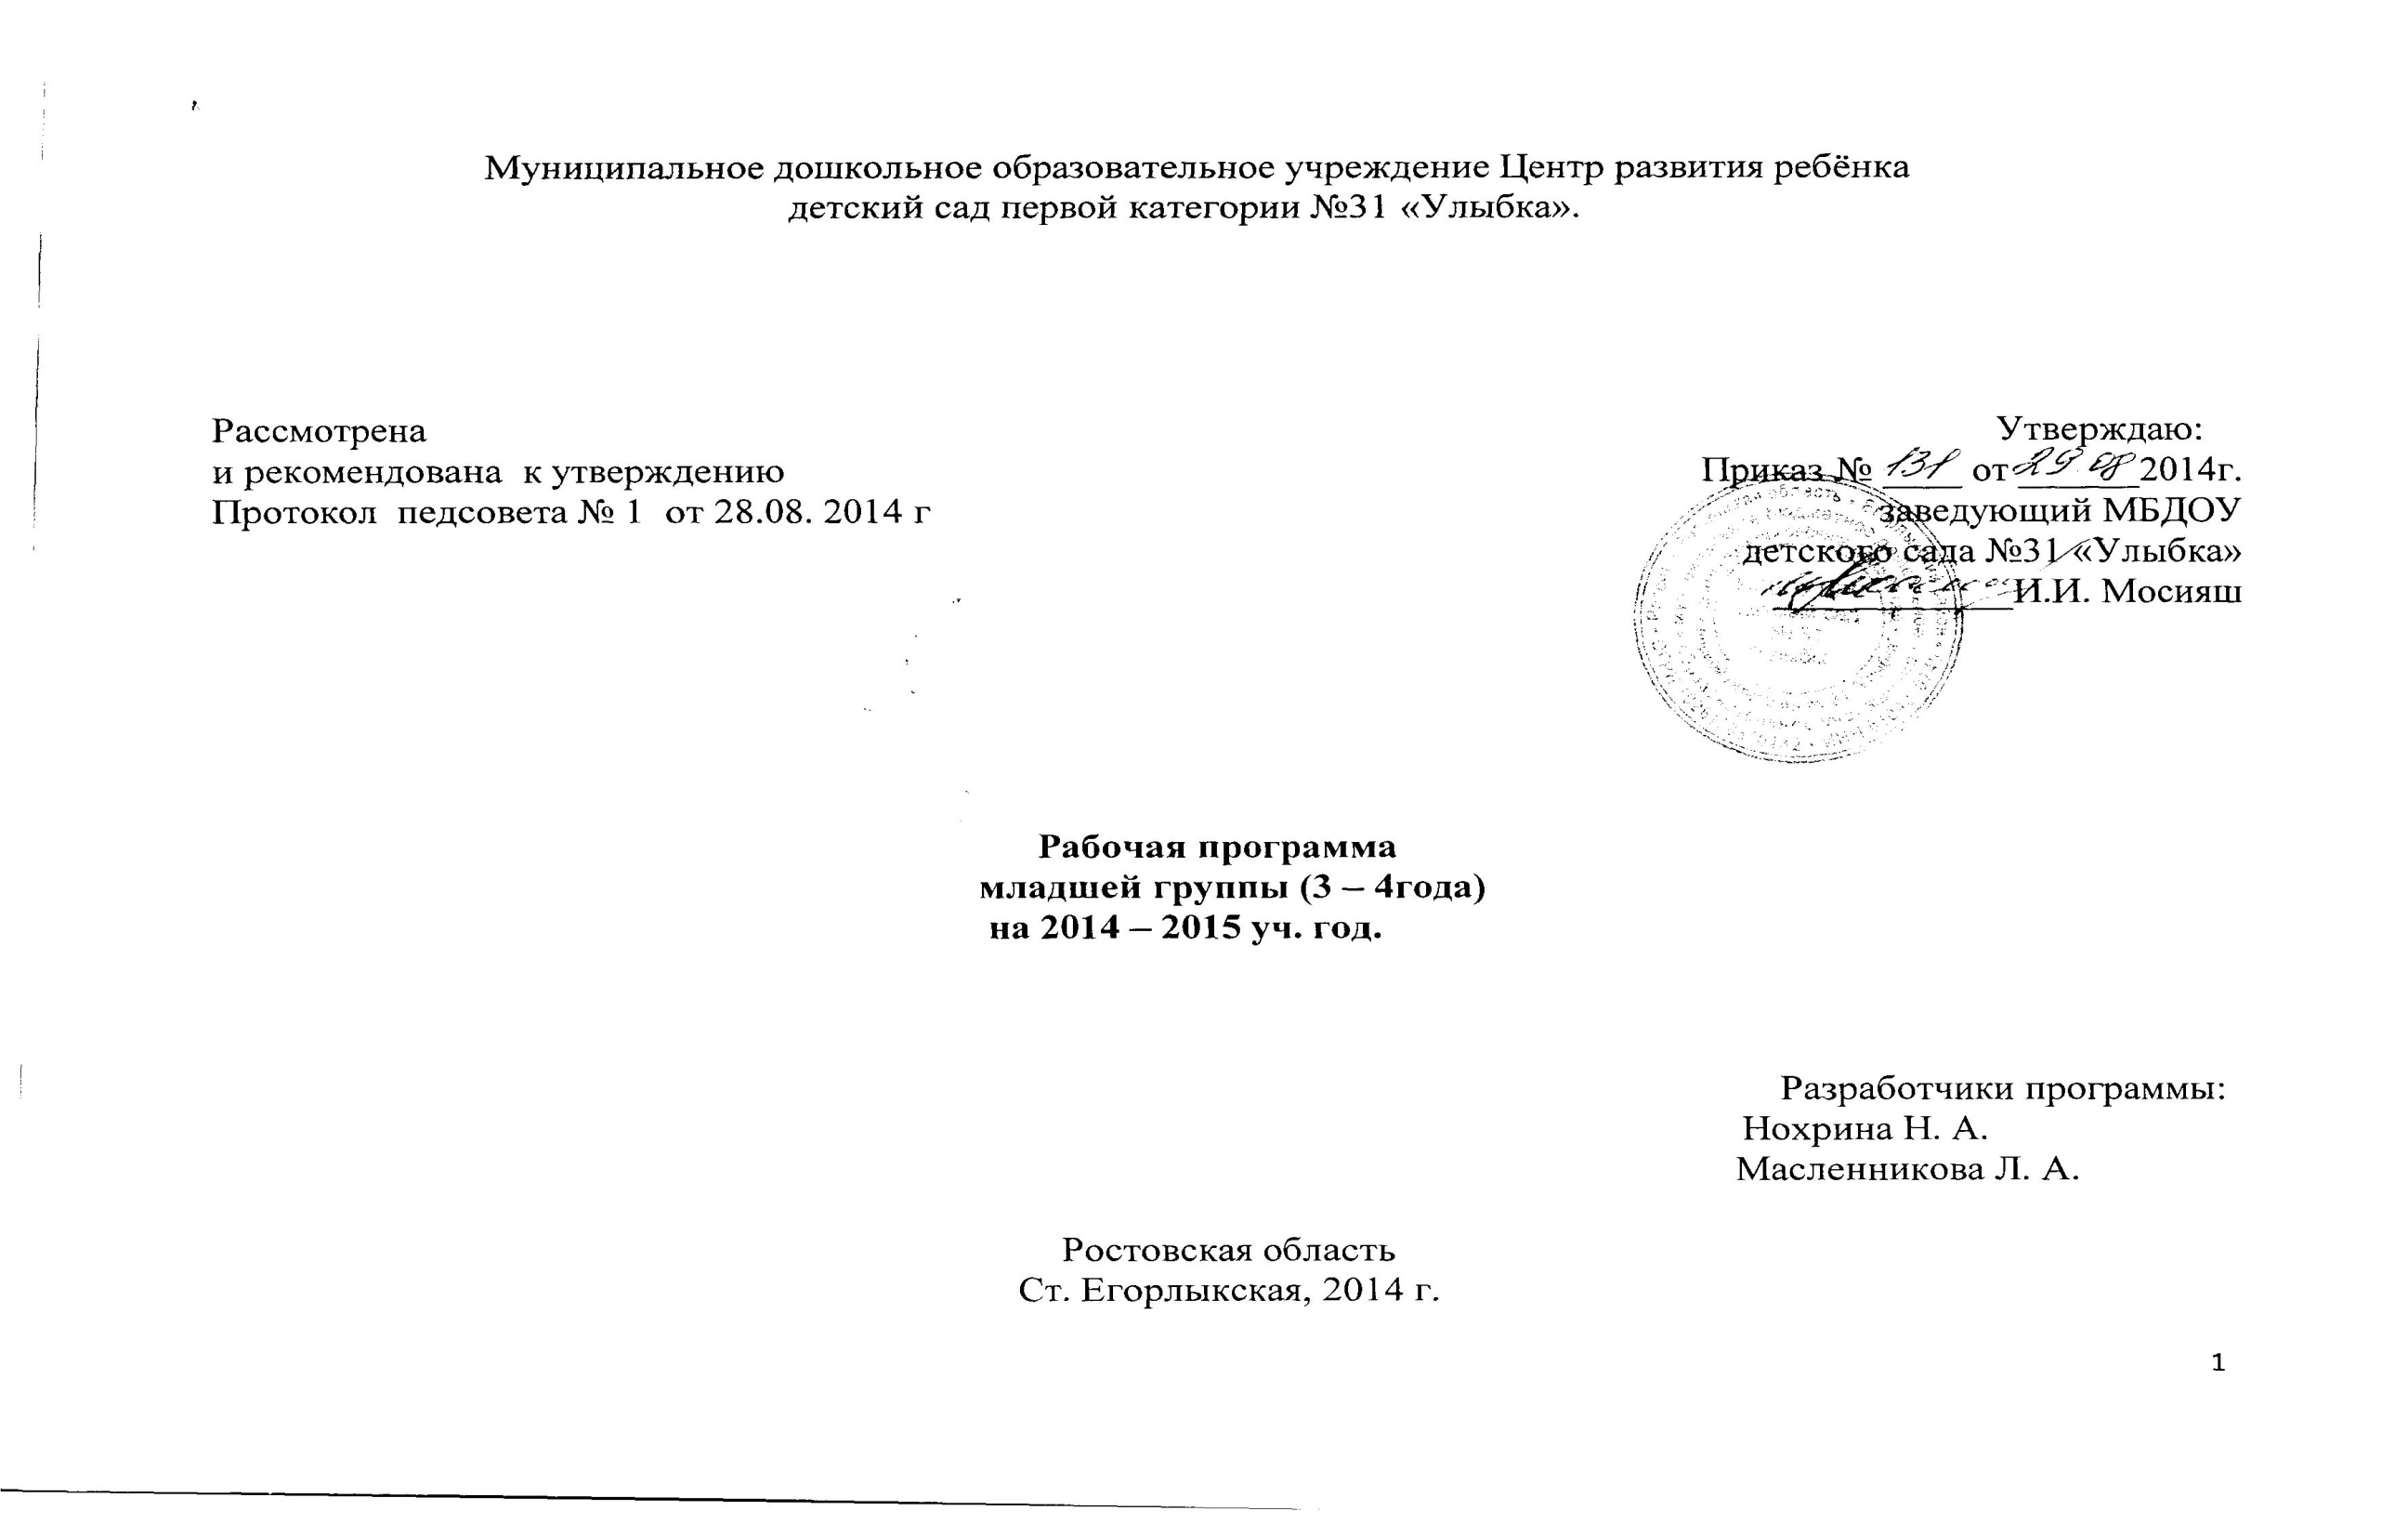 Муниципальное дошкольное образовательное учреждение Центр развития ребёнка
детский сад первой категории №31 «Улыбка».
Рассмотрена
и рекомендована к утверждению
Протокол педсовета № 1 от 28.08. 2014 г
Утверждаю:
Приказ № 131 от 29 08 2014г.
заведующий МБДОУ
детского сада №31 «Улыбка»
И.И. Мосияш
Рабочая программа
младшей группы (3 – 4года)
на 2014 – 2015 уч. год.
Разработчики программы:
Нохрина Н. А.
Масленникова Л. А.
Ростовская область
Ст. Егорлыкская, 2014 г.
1